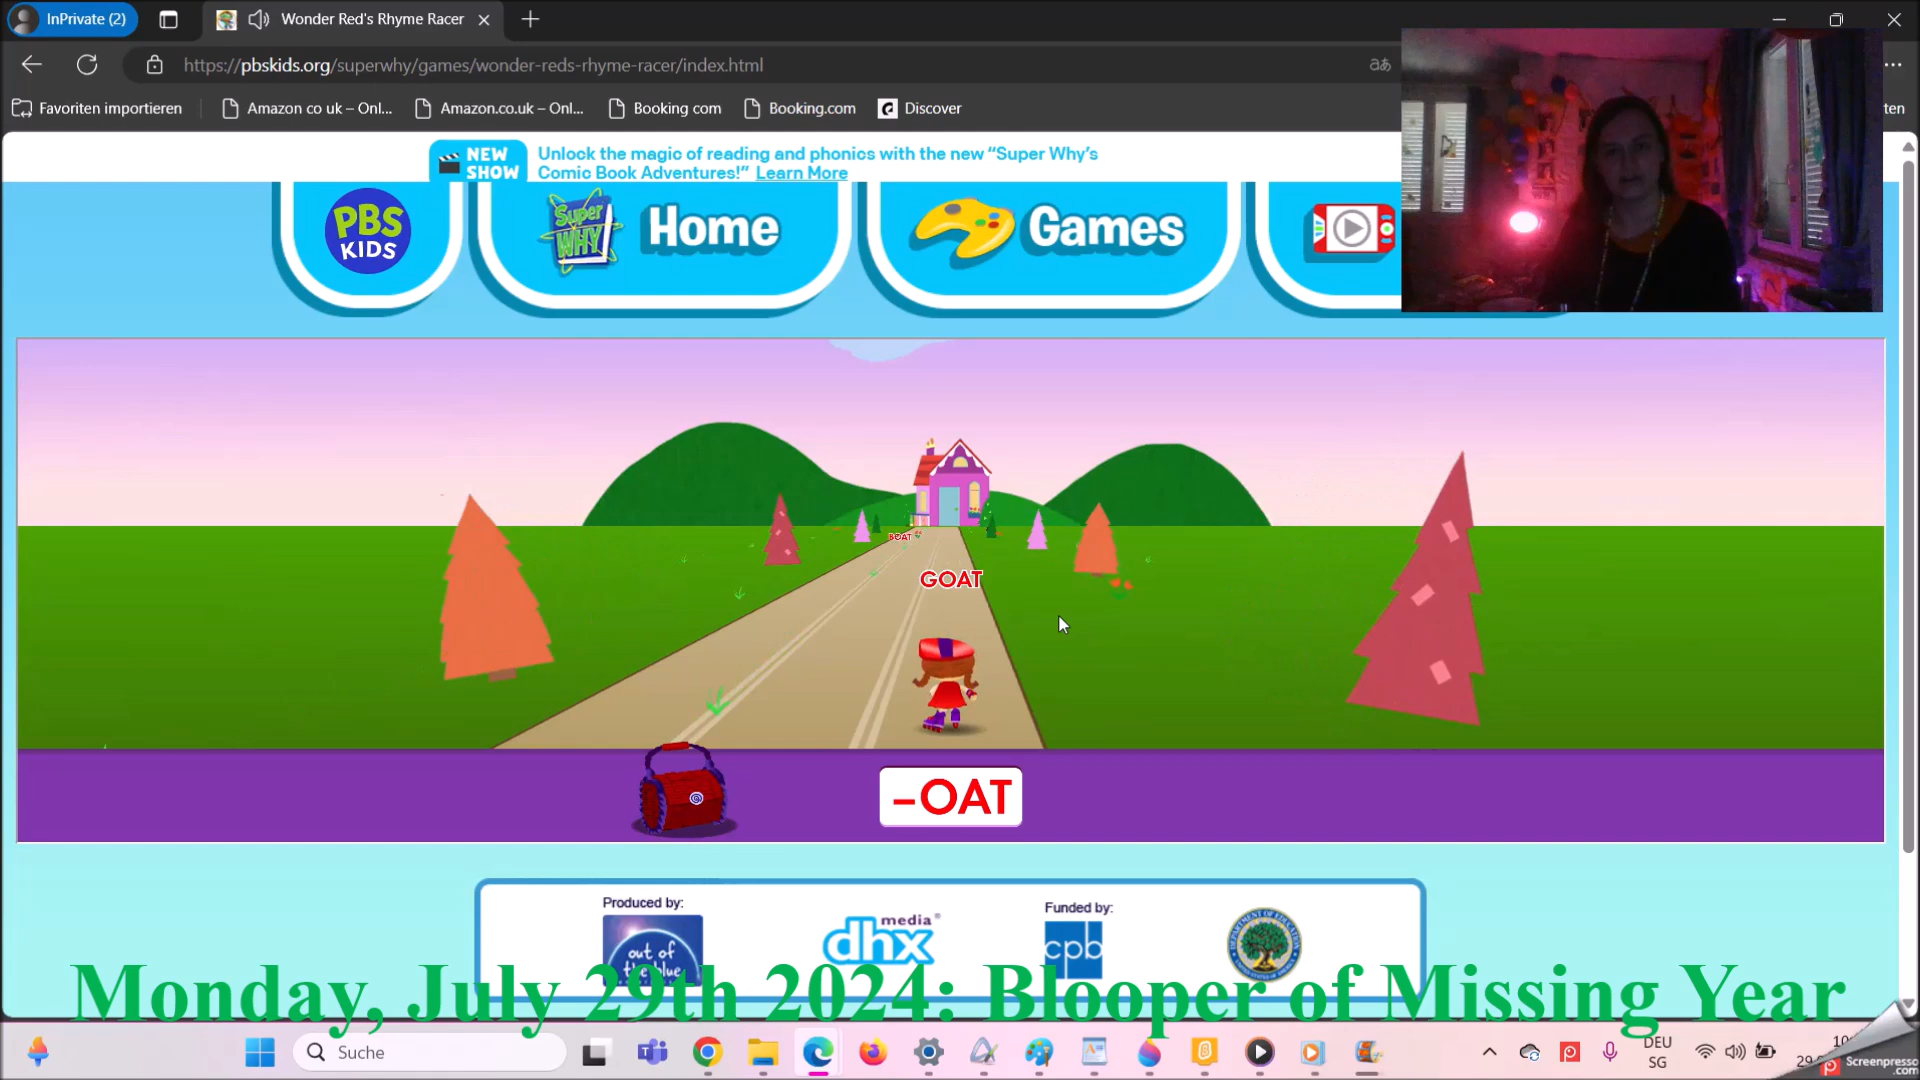 InPrivate (2)
Wonder Red's Rhyme Racer
https://pbskids.org/superwhy/games/wonder-reds-rhyme-racer/index.html
Favoriten importieren
Amazon co uk – Onl...
Amazon.co.uk – Onl...
Booking com
Booking.com
Discover
ten
NEW SHOW
Unlock the magic of reading and phonics with the new “Super Why's
Comic Book Adventures!” Learn More
PBS KIDS
Super WHY
Home
Games
BOAT
GOAT
–OAT
Produced by:
out of the blue
dhx media
Funded by:
cpb
Monday, July 29th 2024: Blooper of Missing Year
Suche
DEU
SG
10
29
Screenpresso
.com